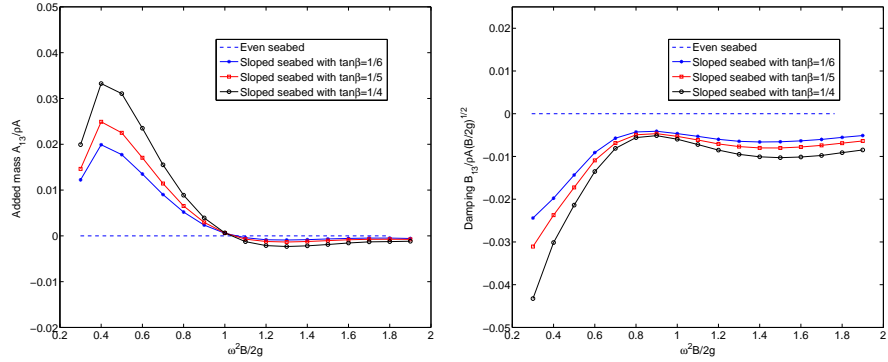 0.05
0.04
0.03
0.02
0.01
0
−0.01
−0.02
0.2 0.4 0.6 0.8 1 1.2 1.4 1.6 1.8 2
ω²B/2g
Added mass A₁₃/ρA
Even seabed
Sloped seabed with tanβ=1/6
Sloped seabed with tanβ=1/5
Sloped seabed with tanβ=1/4
0.025
0.02
0.01
0
−0.01
−0.02
−0.03
−0.04
−0.05
0.2 0.4 0.6 0.8 1 1.2 1.4 1.6 1.8 2
ω²B/2g
Damping B₁₃/ρA(B/2g)^1/2
Even seabed
Sloped seabed with tanβ=1/6
Sloped seabed with tanβ=1/5
Sloped seabed with tanβ=1/4